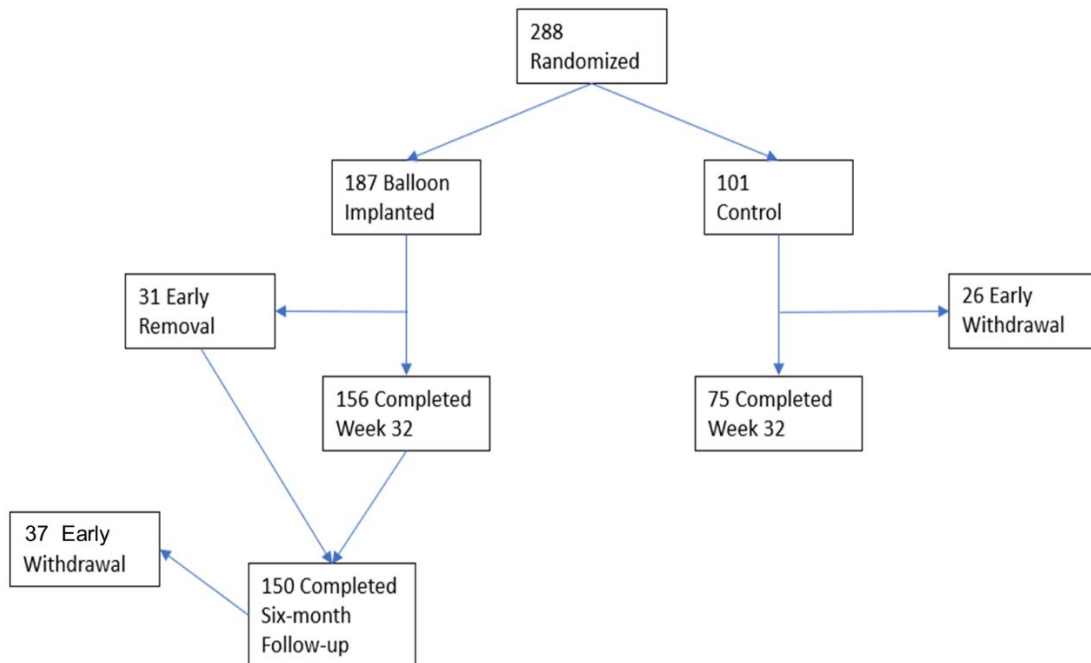 288
Randomized
187 Balloon
Implanted
101
Control
31 Early
Removal
26 Early
Withdrawal
156 Completed
Week 32
75 Completed
Week 32
37 Early
Withdrawal
150 Completed
Six-month
Follow-up